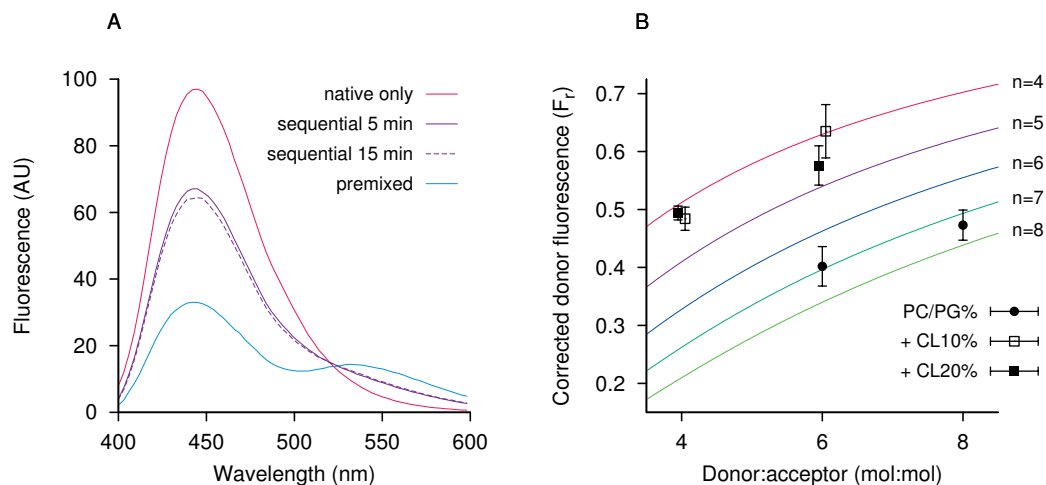 A
Fluorescence (AU)
100
80
60
40
20
0
native only
sequential 5 min
sequential 15 min
premixed
400 450 500 550 600
Wavelength (nm)
B
Corrected donor fluorescence (Fr)
0.7
0.6
0.5
0.4
0.3
0.2
n=4
n=5
n=6
n=7
n=8
PC/PG%
+ CL10%
+ CL20%
4 6 8
Donor:acceptor (mol:mol)